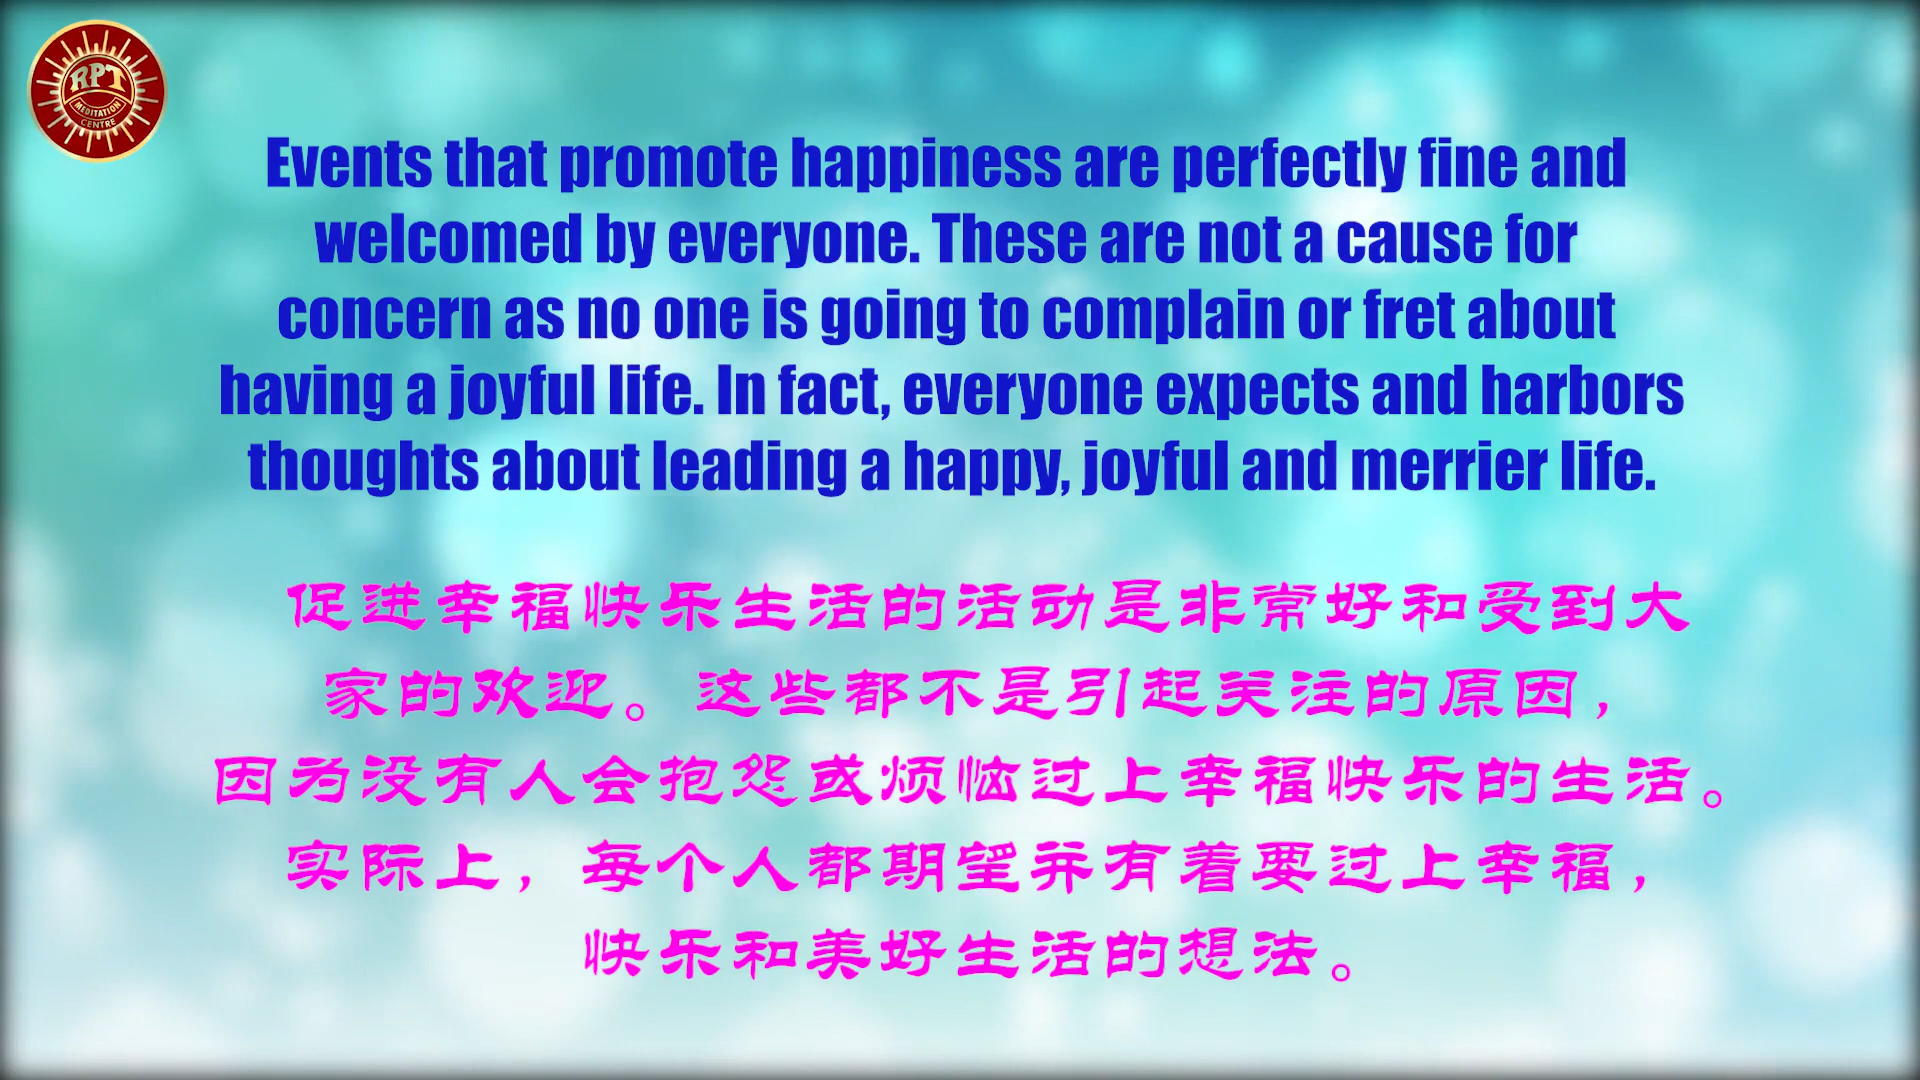 RPT
MEDITATION
CENTRE
Events that promote happiness are perfectly fine and
welcomed by everyone. These are not a cause for
concern as no one is going to complain or fret about
having a joyful life. In fact, everyone expects and harbors
thoughts about leading a happy, joyful and merrier life.
促进幸福快乐生活的活动是非常好和受到大
家的欢迎。这些都不是引起关注的原因，
因为没有人会抱怨或烦恼过上幸福快乐的生活。
实际上，每个人都期望并有着要过上幸福，
快乐和美好生活的想法。